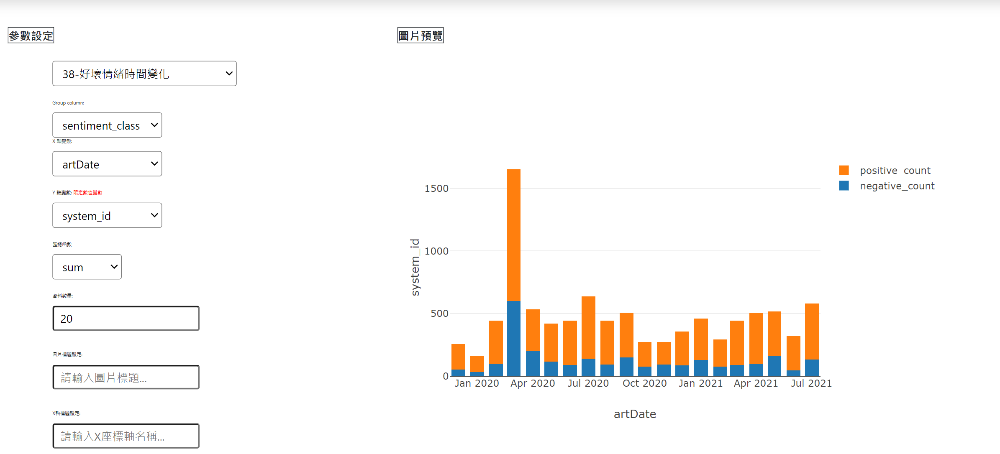 參數設定
38-好壞情緒時間變化
Group column:
sentiment_class
X 軸變數:
artDate
Y 軸變數: 限定數值變數
system_id
匯總函數
sum
資料數量:
20
圖片標題設定:
請輸入圖片標題...
X軸標題設定:
請輸入X座標軸名稱...
圖片預覽
positive_count
negative_count
1500
1000
500
0
system_id
Jan 2020 Apr 2020 Jul 2020 Oct 2020 Jan 2021 Apr 2021 Jul 2021
artDate